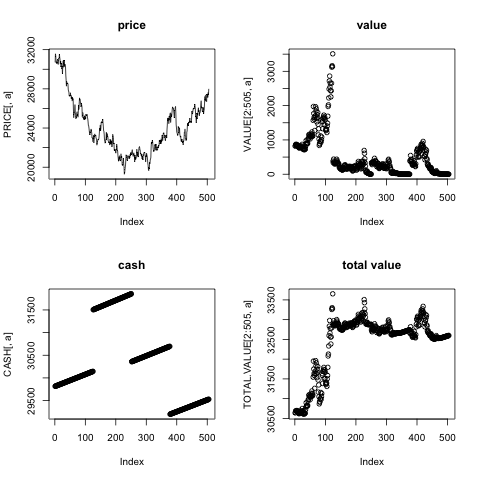 price
PRICE[, a]
20000 24000 28000 32000
0 100 200 300 400 500
Index
value
VALUE[2:505, a]
0 1000 2000 3000
0 100 200 300 400 500
Index
cash
CASH[, a]
29500 30500 31500
0 100 200 300 400 500
Index
total value
TOTAL.VALUE[2:505, a]
30500 31500 32500 33500
0 100 200 300 400 500
Index